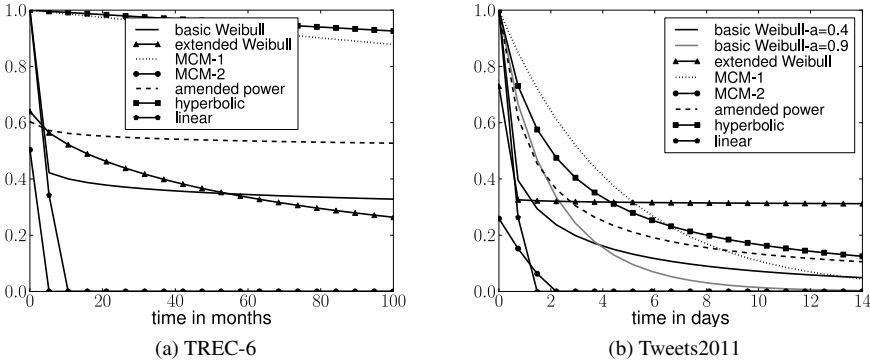 1.0
0.8
0.6
0.4
0.2
0.0
0
20
40
60
80
100
time in months
basic Weibull
extended Weibull
MCM-1
MCM-2
amended power
hyperbolic
linear
(a) TREC-6
1.0
0.8
0.6
0.4
0.2
0.0
0
2
4
6
8
10
12
14
time in days
basic Weibull-a=0.4
basic Weibull-a=0.9
extended Weibull
MCM-1
MCM-2
amended power
hyperbolic
linear
(b) Tweets2011